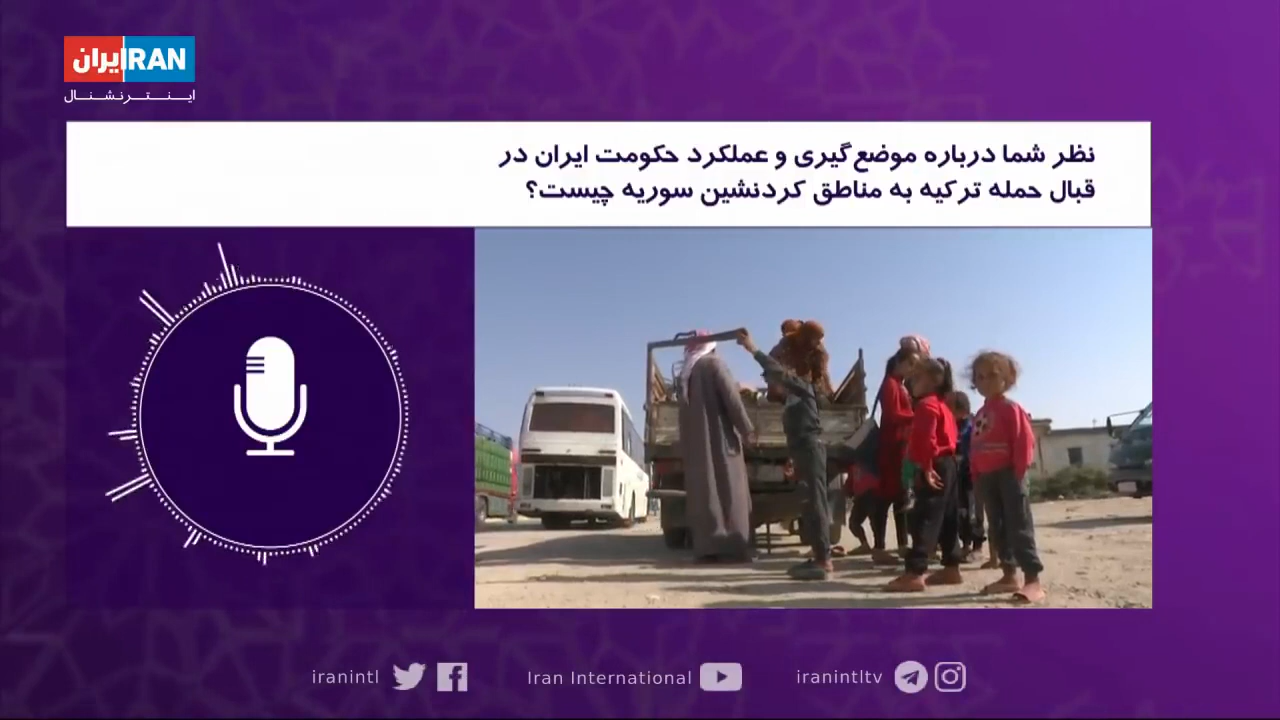 ایران IRAN
اینترنشنال
نظر شما درباره موضع‌گیری و عملکرد حکومت ایران در
قبال حمله ترکیه به مناطق کردنشین سوریه چیست؟
iranintl
Iran International
iranintltv